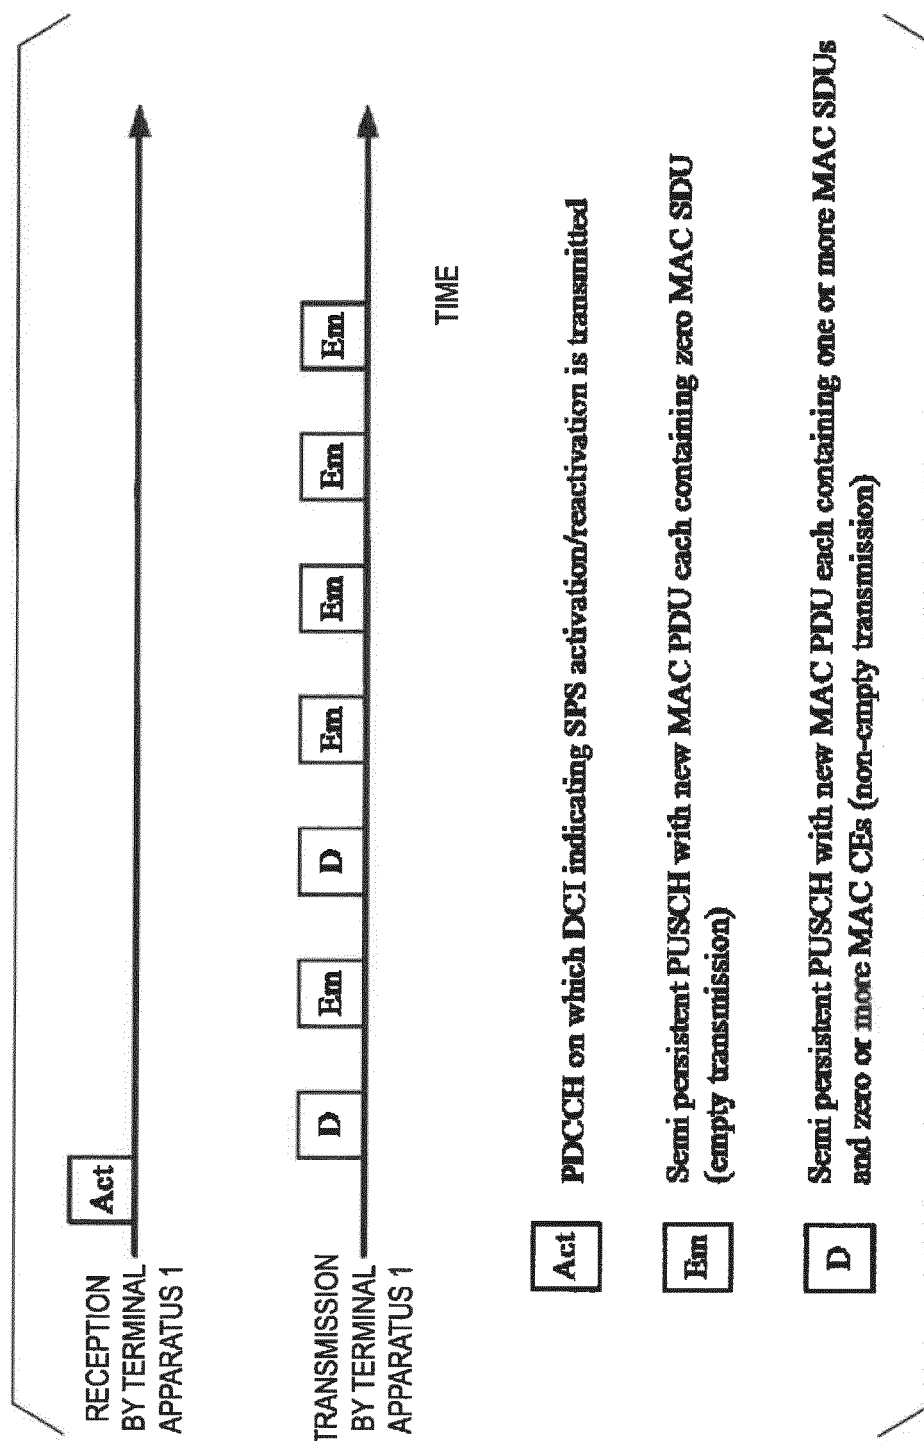 RECEPTION
BY TERMINAL
APPARATUS 1
Act
TRANSMISSION
BY TERMINAL
APPARATUS 1
D
Em
D
Em
Em
Em
Em
TIME
Act
PDCCH on which DCI indicating SPS activation/reactivation is transmitted
Em
Semi persistent PUSCH with new MAC PDU each containing zero MAC SDU
(empty transmission)
D
Semi persistent PUSCH with new MAC PDU each containing one or more MAC SDUs
and zero or more MAC CEs (non-empty transmission)